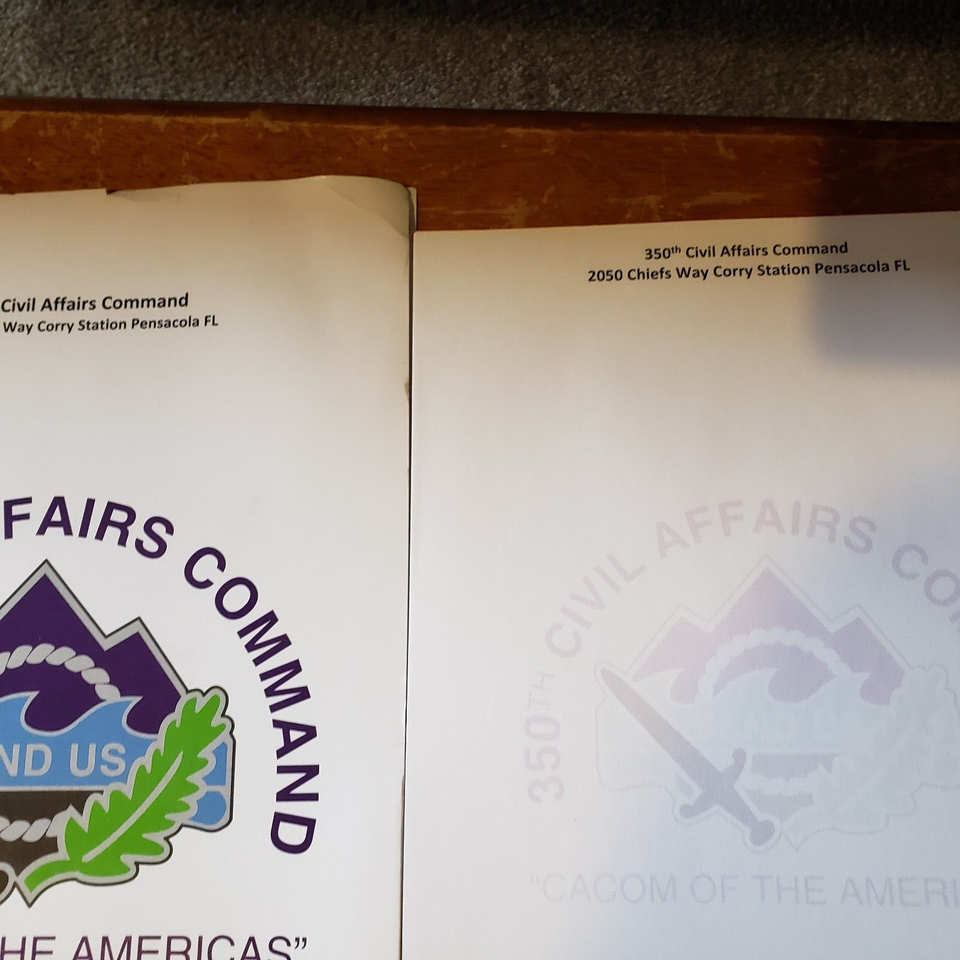 Civil Affairs Command
Way Corry Station Pensacola FL
FAIRS COMMAND
ND US
HE AMERICAS”
350th Civil Affairs Command
2050 Chiefs Way Corry Station Pensacola FL
350TH CIVIL AFFAIRS COM
“CACOM OF THE AMERI